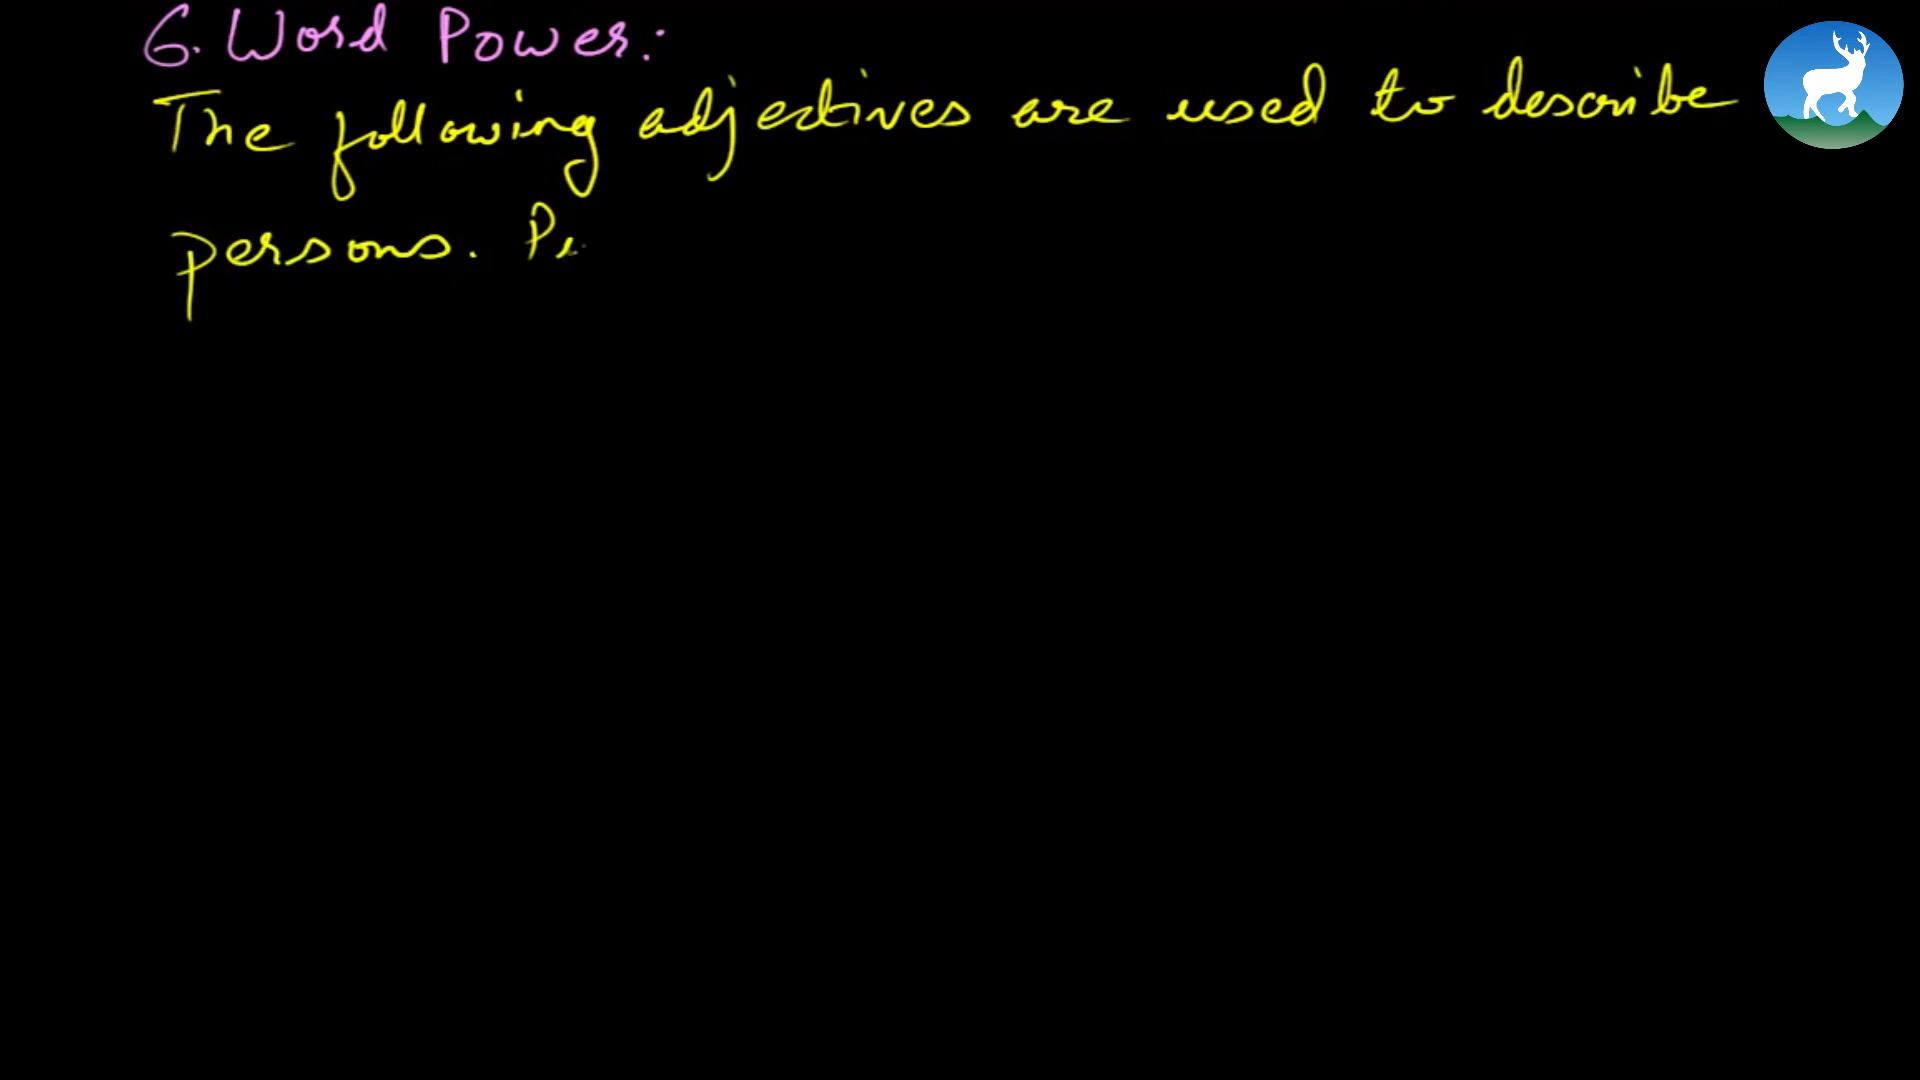 6. Word Power:
The following adjectives are used to describe
persons.